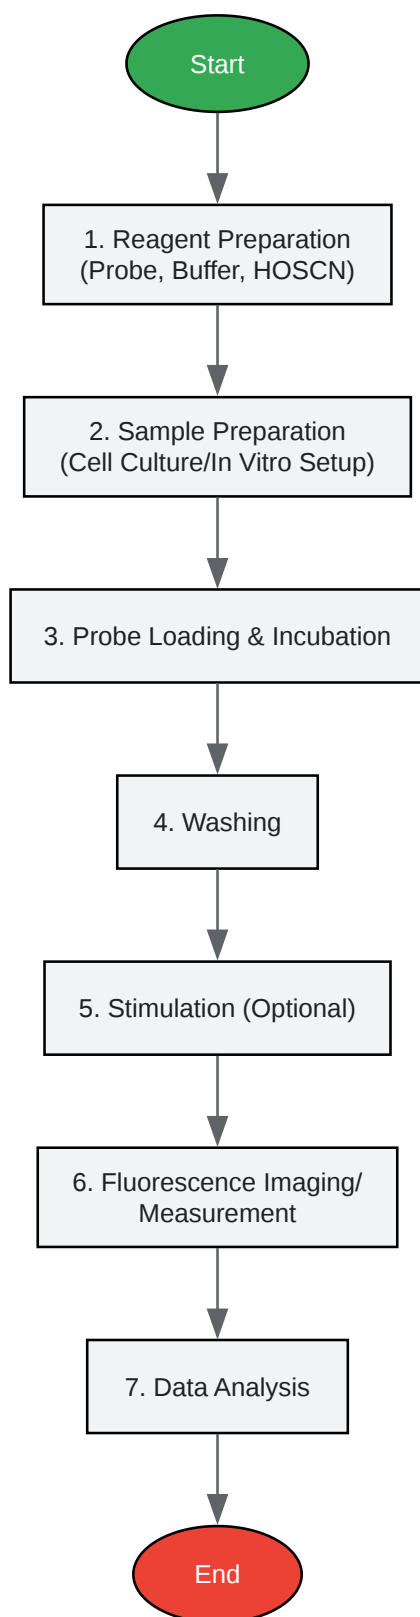 Start
1. Reagent Preparation
(Probe, Buffer, HOSCN)
2. Sample Preparation
(Cell Culture/In Vitro Setup)
3. Probe Loading & Incubation
4. Washing
5. Stimulation (Optional)
6. Fluorescence Imaging/
Measurement
7. Data Analysis
End